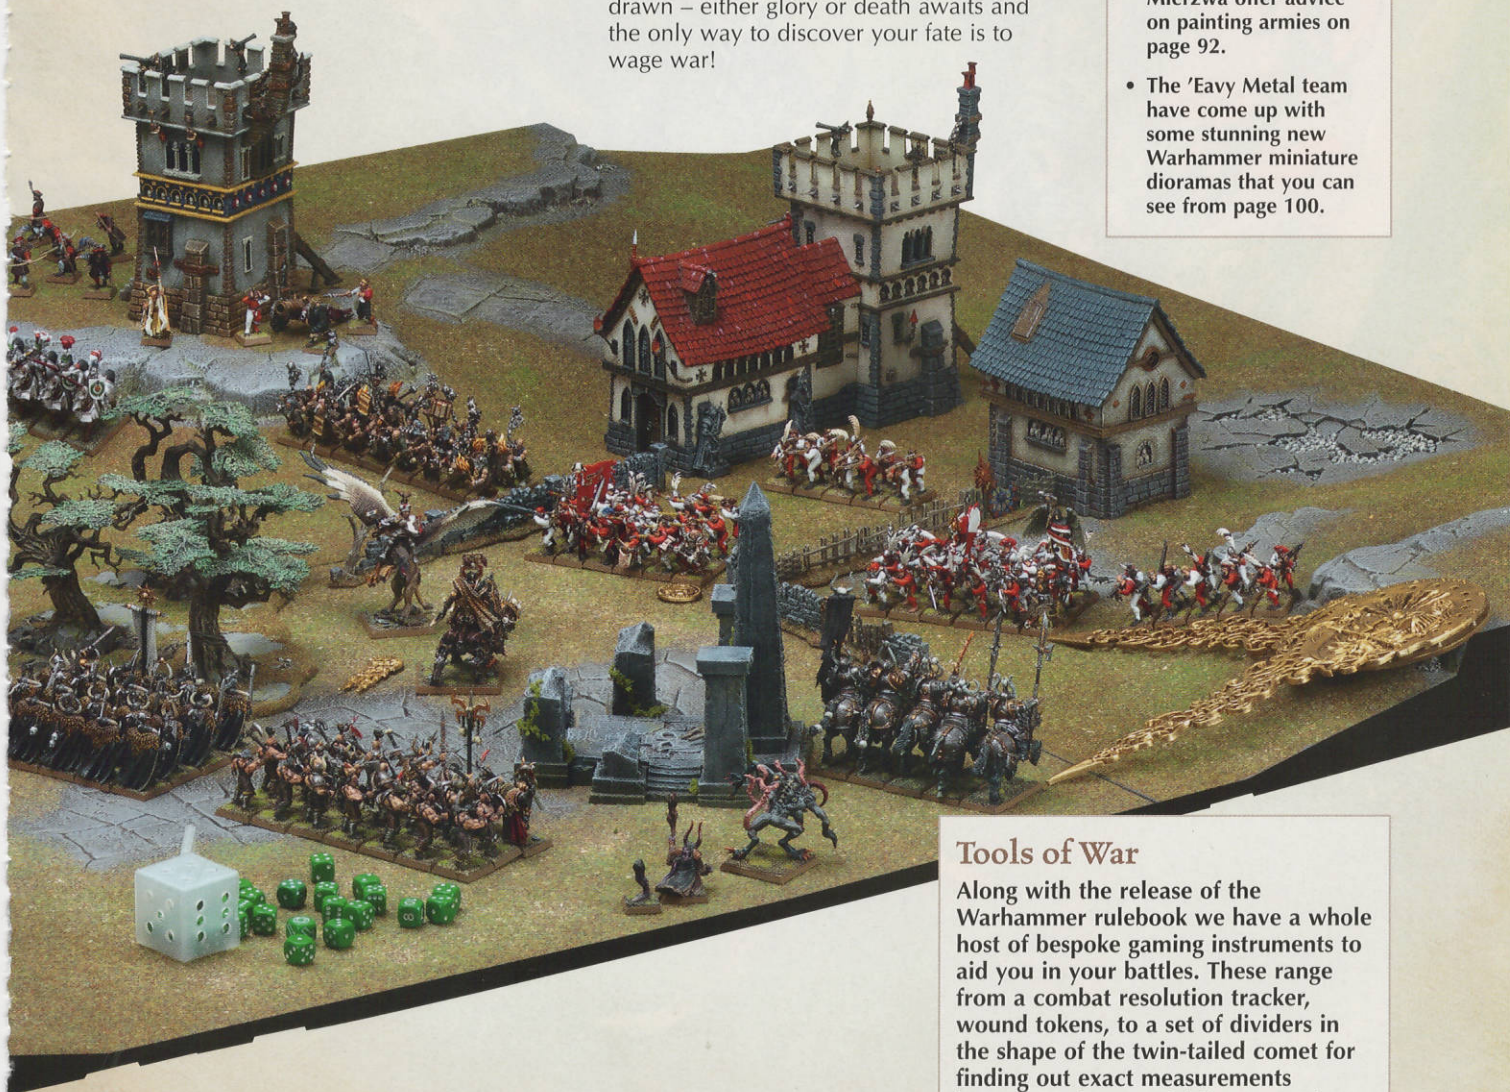 drawn – either glory or death awaits and
the only way to discover your fate is to
wage war!
Mierzwa offer advice
on painting armies on
page 92.
• The 'Eavy Metal team
have come up with
some stunning new
Warhammer miniature
dioramas that you can
see from page 100.
Tools of War
Along with the release of the
Warhammer rulebook we have a whole
host of bespoke gaming instruments to
aid you in your battles. These range
from a combat resolution tracker,
wound tokens, to a set of dividers in
the shape of the twin-tailed comet for
finding out exact measurements